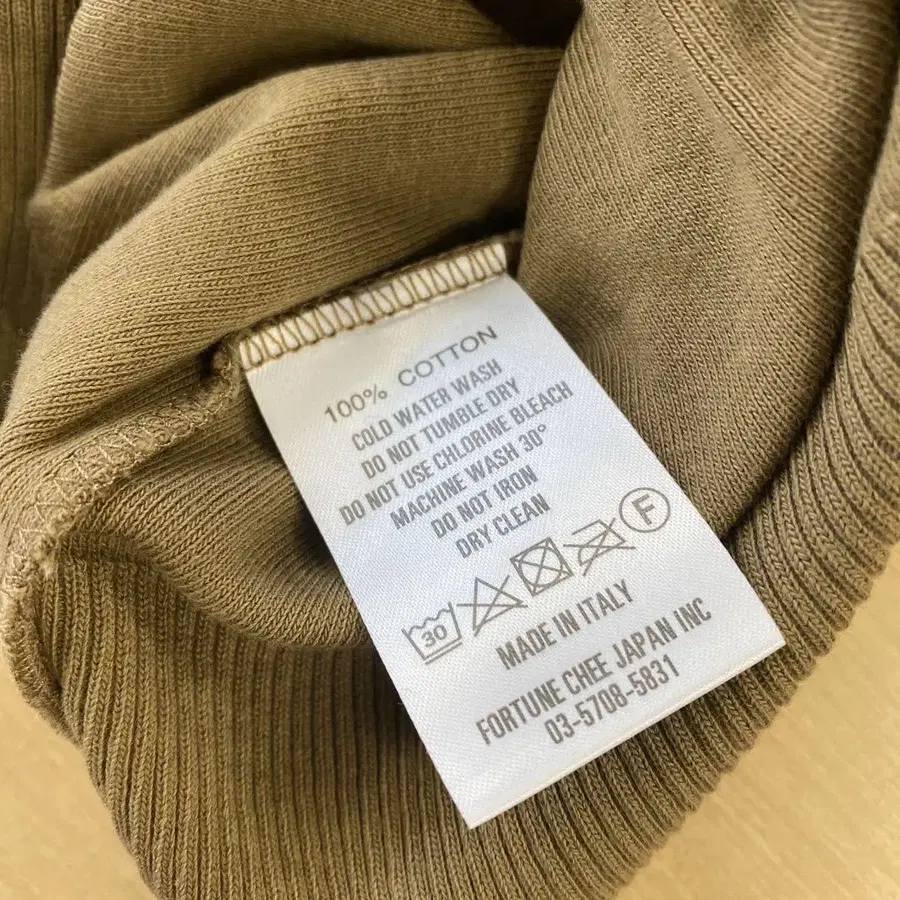 100% COTTON
COLD WATER WASH
DO NOT TUMBLE DRY
DO NOT USE CHLORINE BLEACH
MACHINE WASH 30°
DO NOT IRON
DRY CLEAN
30 F
MADE IN ITALY
FORTUNE CHEE JAPAN INC
03-5708-5831